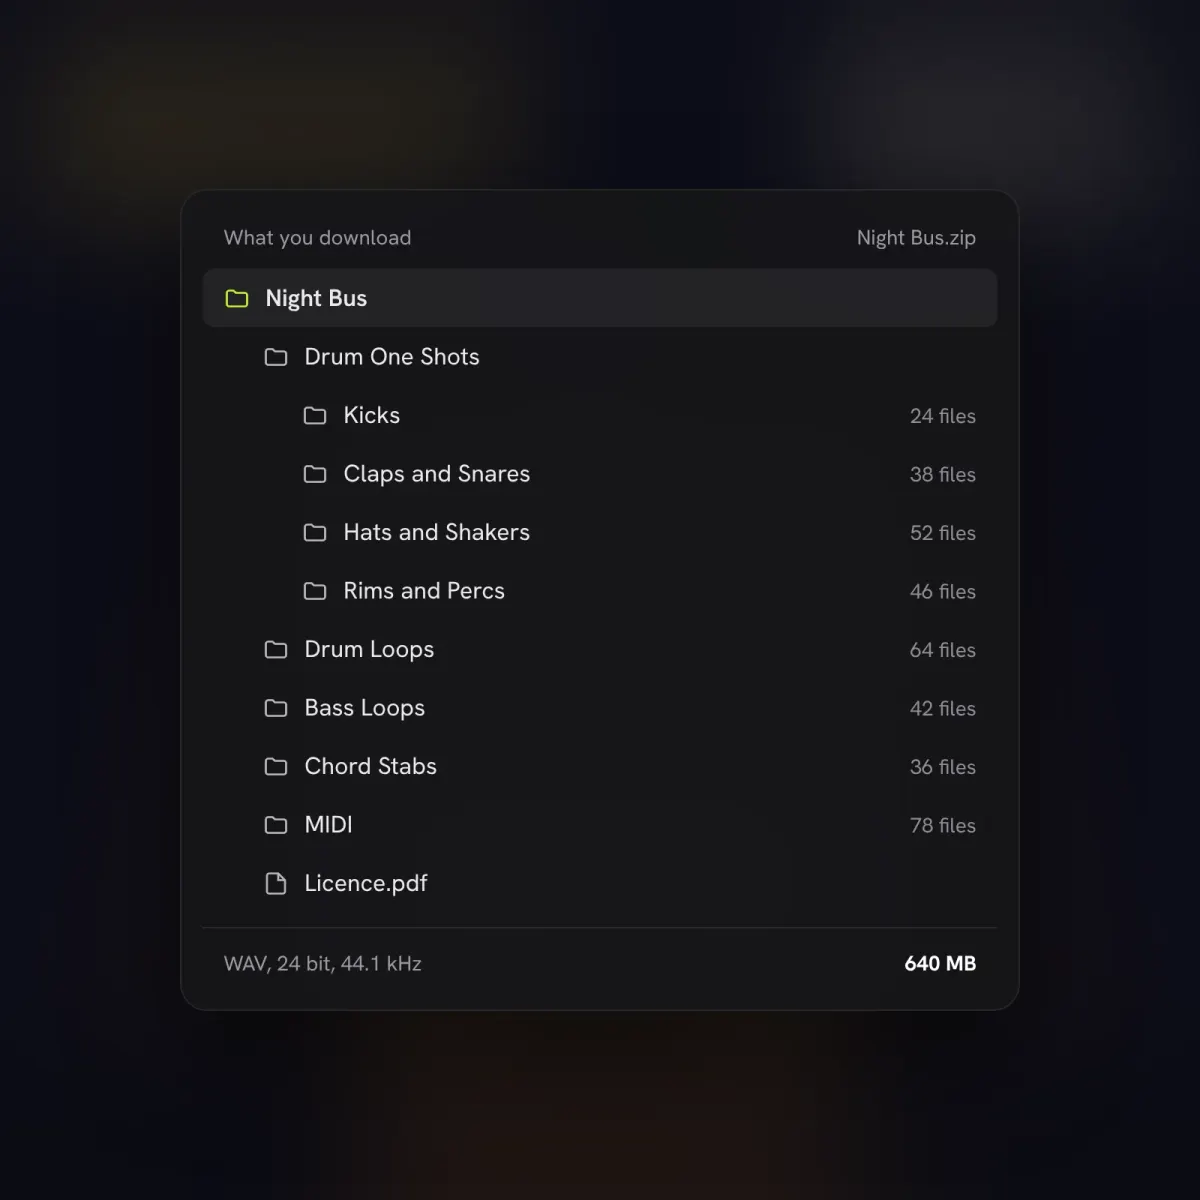 What you download Night Bus.zip
Night Bus
Drum One Shots
Kicks 24 files
Claps and Snares 38 files
Hats and Shakers 52 files
Rims and Percs 46 files
Drum Loops 64 files
Bass Loops 42 files
Chord Stabs 36 files
MIDI 78 files
Licence.pdf
WAV, 24 bit, 44.1 kHz 640 MB